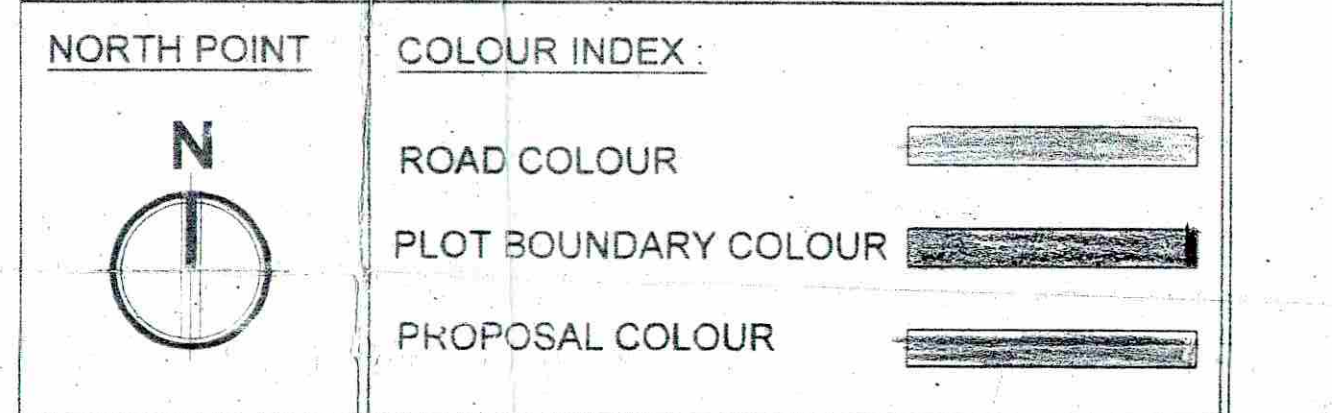 NORTH POINT
N
COLOUR INDEX :
ROAD COLOUR
PLOT BOUNDARY COLOUR
PROPOSAL COLOUR